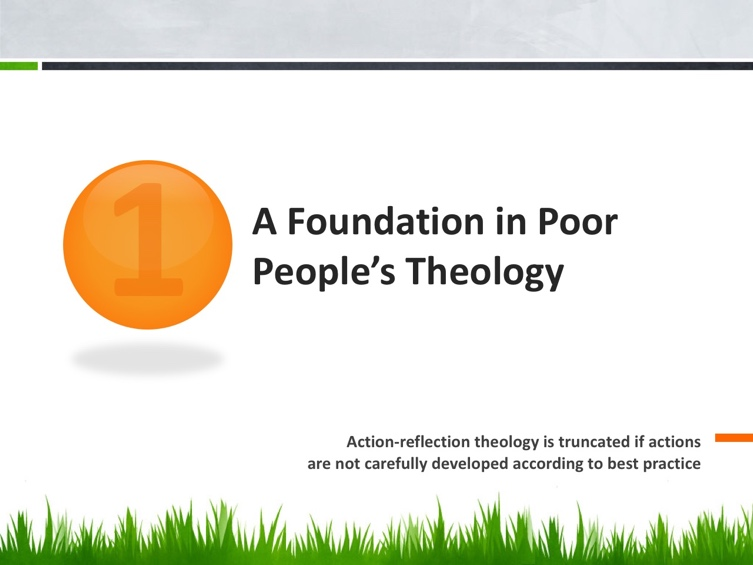 1
A Foundation in Poor
People’s Theology
Action-reflection theology is truncated if actions
are not carefully developed according to best practice